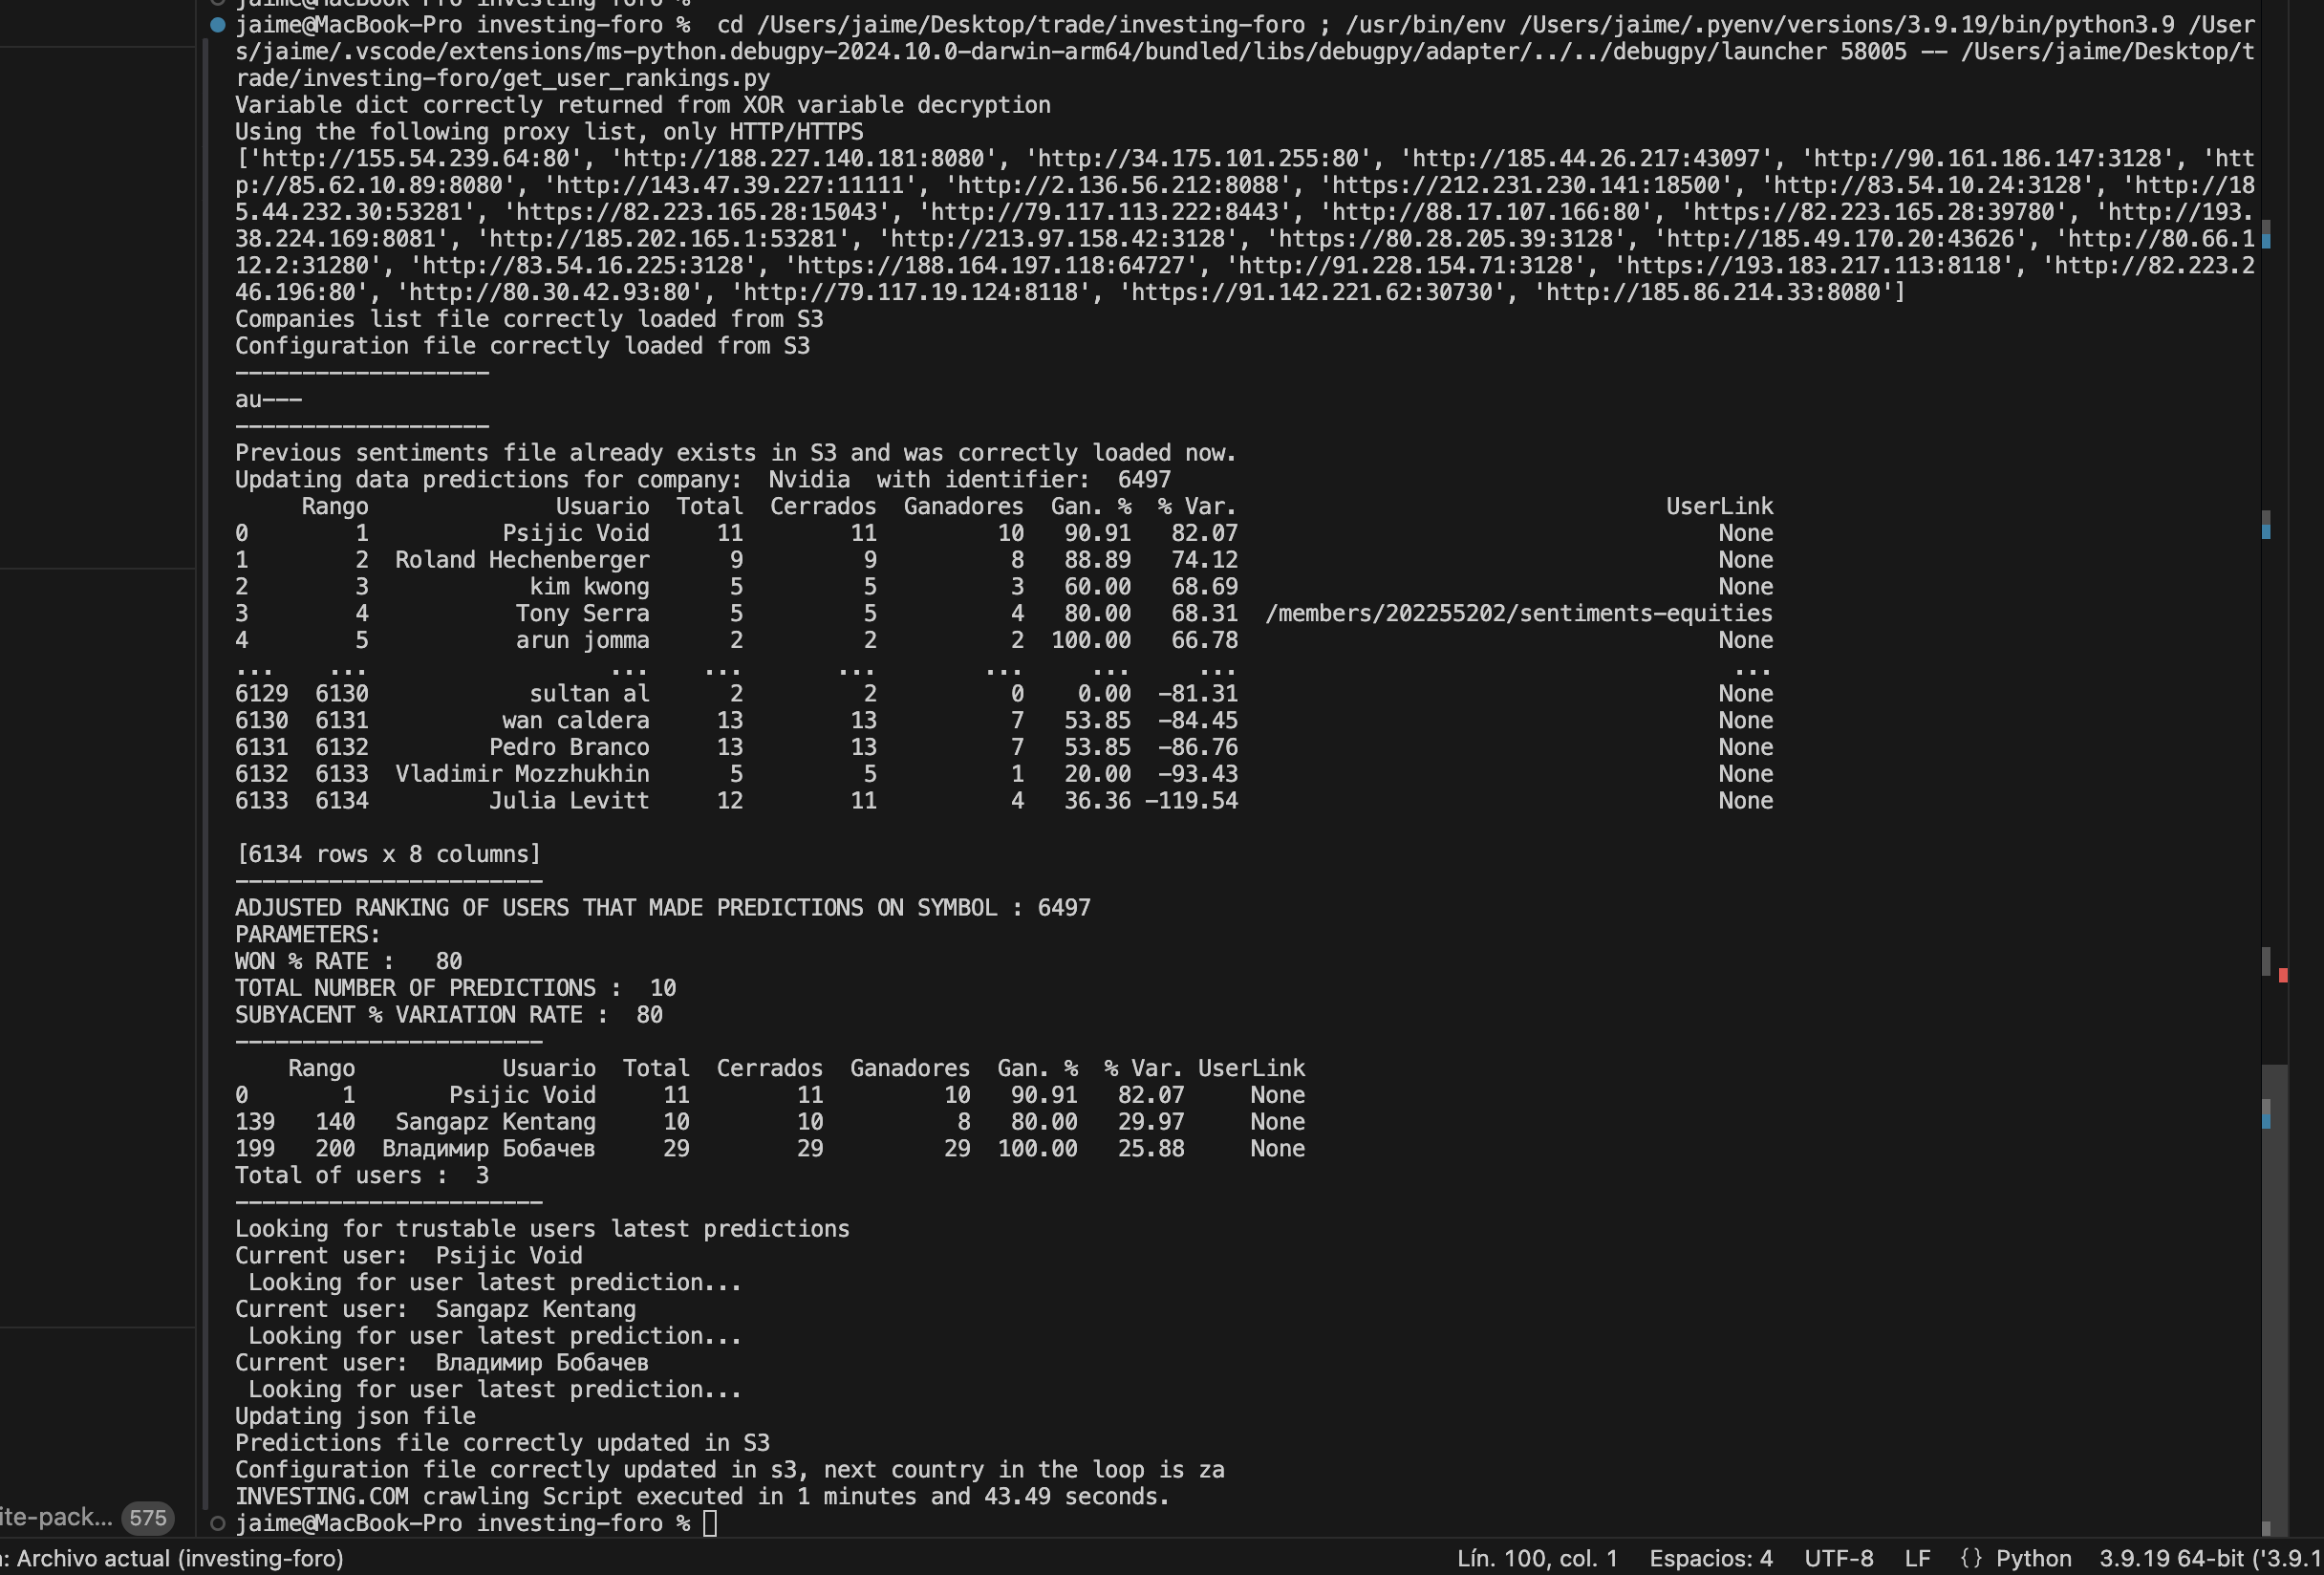 jaime@MacBook-Pro investing-foro %
jaime@MacBook-Pro investing-foro %  cd /Users/jaime/Desktop/trade/investing-foro ; /usr/bin/env /Users/jaime/.pyenv/versions/3.9.19/bin/python3.9 /User
s/jaime/.vscode/extensions/ms-python.debugpy-2024.10.0-darwin-arm64/bundled/libs/debugpy/adapter/../../debugpy/launcher 58005 -- /Users/jaime/Desktop/t
rade/investing-foro/get_user_rankings.py
Variable dict correctly returned from XOR variable decryption
Using the following proxy list, only HTTP/HTTPS
['http://155.54.239.64:80', 'http://188.227.140.181:8080', 'http://34.175.101.255:80', 'http://185.44.26.217:43097', 'http://90.161.186.147:3128', 'htt
p://85.62.10.89:8080', 'http://143.47.39.227:11111', 'http://2.136.56.212:8088', 'https://212.231.230.141:18500', 'http://83.54.10.24:3128', 'http://18
5.44.232.30:53281', 'https://82.223.165.28:15043', 'http://79.117.113.222:8443', 'http://88.17.107.166:80', 'https://82.223.165.28:39780', 'http://193.
38.224.169:8081', 'http://185.202.165.1:53281', 'http://213.97.158.42:3128', 'https://80.28.205.39:3128', 'http://185.49.170.20:43626', 'http://80.66.1
12.2:31280', 'http://83.54.16.225:3128', 'https://188.164.197.118:64727', 'http://91.228.154.71:3128', 'https://193.183.217.113:8118', 'http://82.223.2
46.196:80', 'http://80.30.42.93:80', 'http://79.117.19.124:8118', 'https://91.142.221.62:30730', 'http://185.86.214.33:8080']
Companies list file correctly loaded from S3
Configuration file correctly loaded from S3
-------------------
au---
-------------------
Previous sentiments file already exists in S3 and was correctly loaded now.
Updating data predictions for company:  Nvidia  with identifier:  6497
     Rango              Usuario  Total  Cerrados  Ganadores  Gan. %  % Var.                                UserLink
0        1          Psijic Void     11        11         10   90.91   82.07                                    None
1        2  Roland Hechenberger      9         9          8   88.89   74.12                                    None
2        3            kim kwong      5         5          3   60.00   68.69                                    None
3        4           Tony Serra      5         5          4   80.00   68.31  /members/202255202/sentiments-equities
4        5           arun jomma      2         2          2  100.00   66.78                                    None
...    ...                  ...    ...       ...        ...     ...     ...                                     ...
6129  6130            sultan al      2         2          0    0.00  -81.31                                    None
6130  6131          wan caldera     13        13          7   53.85  -84.45                                    None
6131  6132         Pedro Branco     13        13          7   53.85  -86.76                                    None
6132  6133  Vladimir Mozzhukhin      5         5          1   20.00  -93.43                                    None
6133  6134         Julia Levitt     12        11          4   36.36 -119.54                                    None
[6134 rows x 8 columns]
-----------------------
ADJUSTED RANKING OF USERS THAT MADE PREDICTIONS ON SYMBOL : 6497
PARAMETERS:
WON % RATE :   80
TOTAL NUMBER OF PREDICTIONS :  10
SUBYACENT % VARIATION RATE :  80
-----------------------
    Rango           Usuario  Total  Cerrados  Ganadores  Gan. %  % Var. UserLink
0       1       Psijic Void     11        11         10   90.91   82.07     None
139   140   Sangapz Kentang     10        10          8   80.00   29.97     None
199   200  Владимир Бобачев     29        29         29  100.00   25.88     None
Total of users :  3
-----------------------
Looking for trustable users latest predictions
Current user:  Psijic Void
 Looking for user latest prediction...
Current user:  Sangapz Kentang
 Looking for user latest prediction...
Current user:  Владимир Бобачев
 Looking for user latest prediction...
Updating json file
Predictions file correctly updated in S3
Configuration file correctly updated in s3, next country in the loop is za
INVESTING.COM crawling Script executed in 1 minutes and 43.49 seconds.
ite-pack... 575
jaime@MacBook-Pro investing-foro %
: Archivo actual (investing-foro)
Lín. 100, col. 1  Espacios: 4  UTF-8  LF  {} Python  3.9.19 64-bit ('3.9.1